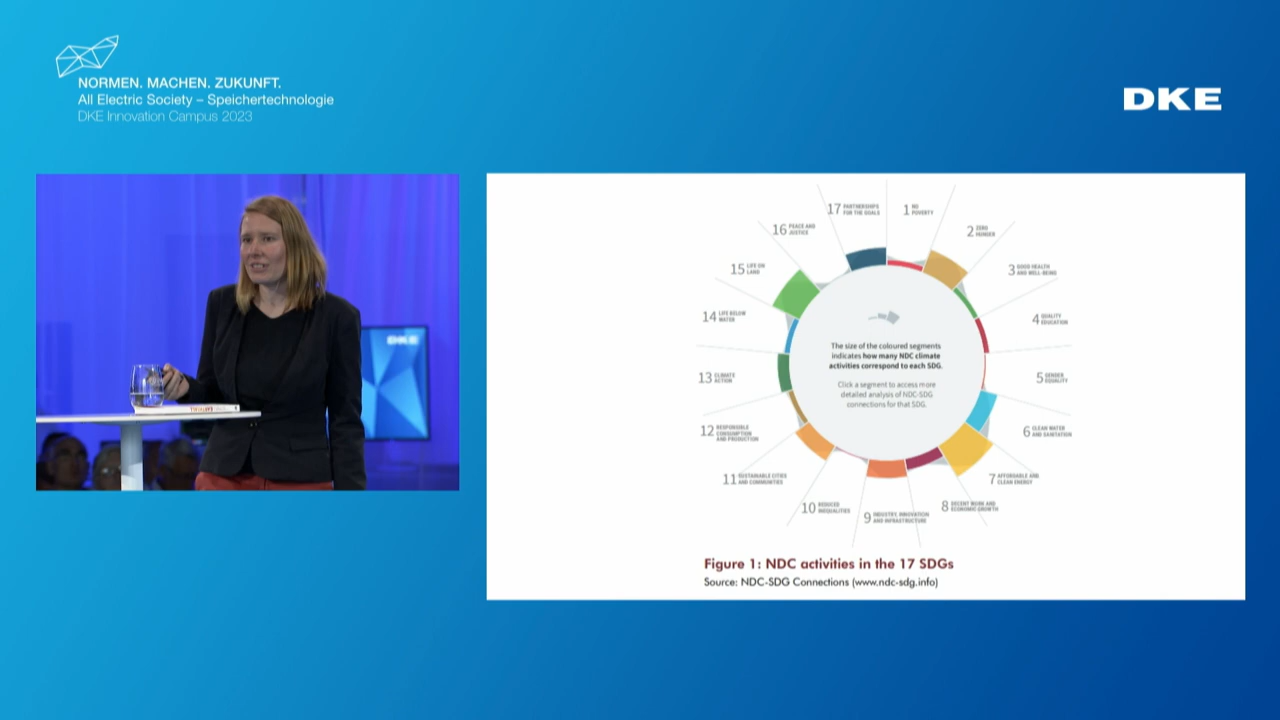 NORMEN. MACHEN. ZUKUNFT.
All Electric Society – Speichertechnologie
DKE Innovation Campus 2023
DKE
DKE
17 PARTNERSHIPS
FOR THE GOALS
1 NO
POVERTY
16 PEACE AND
JUSTICE
2 ZERO
HUNGER
15 LIFE ON
LAND
3 GOOD HEALTH
AND WELL-BEING
14 LIFE BELOW
WATER
4 QUALITY
EDUCATION
The size of the coloured segments
indicates how many NDC climate
activities correspond to each SDG.
Click a segment to access more
detailed analysis of NDC-SDG
connections for that SDG.
13 CLIMATE
ACTION
5 GENDER
EQUALITY
12 RESPONSIBLE
CONSUMPTION
AND PRODUCTION
6 CLEAN WATER
AND SANITATION
11 SUSTAINABLE CITIES
AND COMMUNITIES
7 AFFORDABLE AND
CLEAN ENERGY
10 REDUCED
INEQUALITIES
9 INDUSTRY, INNOVATION
AND INFRASTRUCTURE
8 DECENT WORK AND
ECONOMIC GROWTH
Figure 1: NDC activities in the 17 SDGs
Source: NDC-SDG Connections (www.ndc-sdg.info)